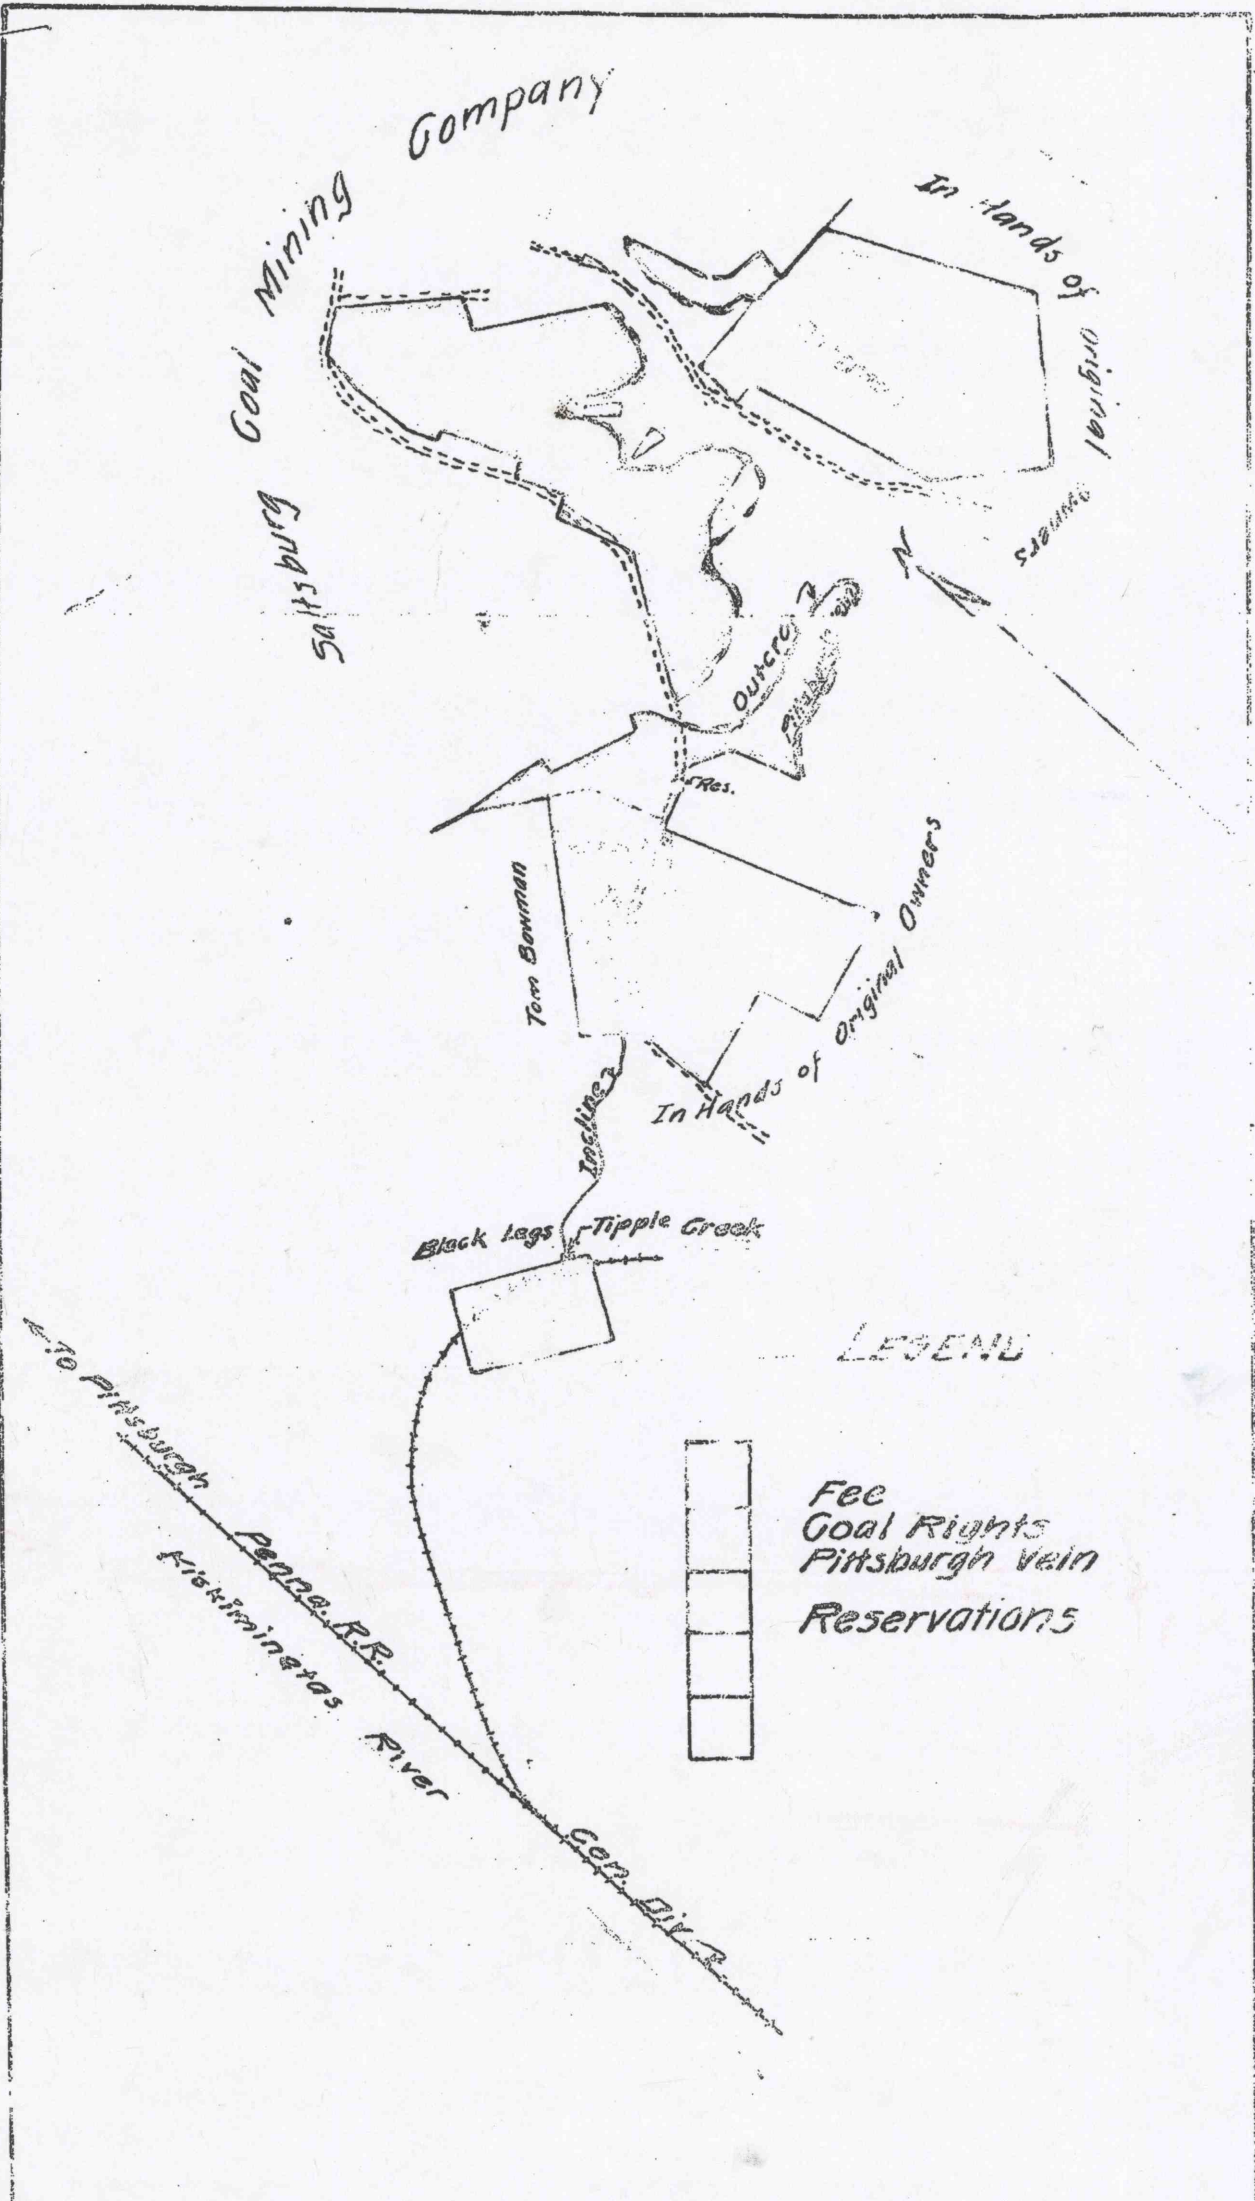 Saltsburg Coal Mining Company
In Hands of original owners
N
Outcrop
Res.
Tom Bowman
In Hands of Original Owners
Incline
Black Legs Creek
Tipple
To Pittsburgh
Penna. R.R.
Con. Div.
Kiskiminetas River
LEGEND
Fee
Coal Rights
Pittsburgh Vein
Reservations